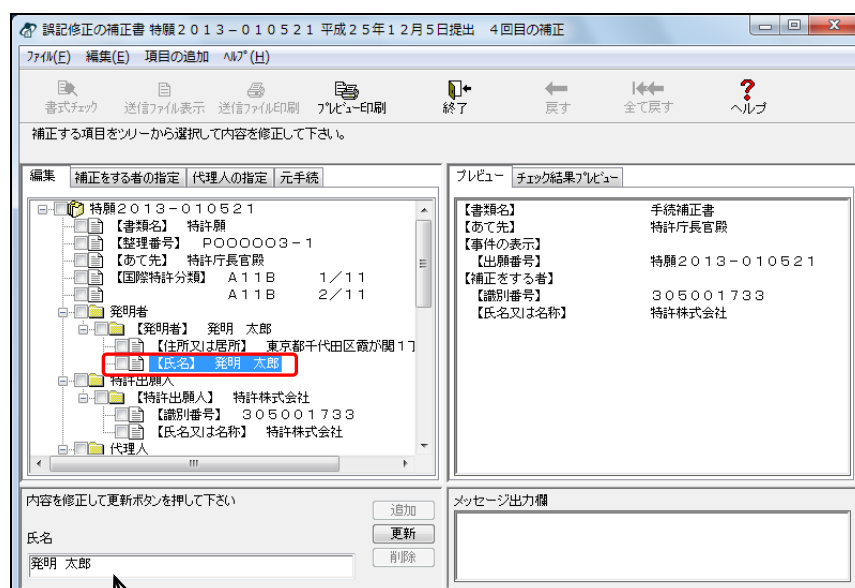 誤記修正の補正書 特願２０１３－０１０５２１ 平成２５年１２月５日提出　４回目の補正
ﾌｧｲﾙ(F)　編集(E)　項目の追加　ﾍﾙﾌﾟ(H)
書式ﾁｪｯｸ　送信ﾌｧｲﾙ表示　送信ﾌｧｲﾙ印刷　ﾌﾟﾚﾋﾞｭｰ印刷　終了　戻す　全て戻す　ヘルプ
補正する項目をツリーから選択して内容を修正して下さい。
編集　補正をする者の指定　代理人の指定　元手続
特願２０１３－０１０５２１
【書類名】　特許願
【整理番号】　Ｐ０００００３－１
【あて先】　特許庁長官殿
【国際特許分類】　Ａ１１Ｂ　１／１１
Ａ１１Ｂ　２／１１
発明者
【発明者】　発明　太郎
【住所又は居所】　東京都千代田区霞が関１丁
【氏名】　発明　太郎
特許出願人
【特許出願人】　特許株式会社
【識別番号】　３０５００１７３３
【氏名又は名称】　特許株式会社
代理人
プレビュー　ﾁｪｯｸ結果ﾌﾟﾚﾋﾞｭｰ
【書類名】　手続補正書
【あて先】　特許庁長官殿
【事件の表示】
【出願番号】　特願２０１３－０１０５２１
【補正をする者】
【識別番号】　３０５００１７３３
【氏名又は名称】　特許株式会社
内容を修正して更新ボタンを押して下さい
追加
更新
削除
氏名
発明　太郎
メッセージ出力欄